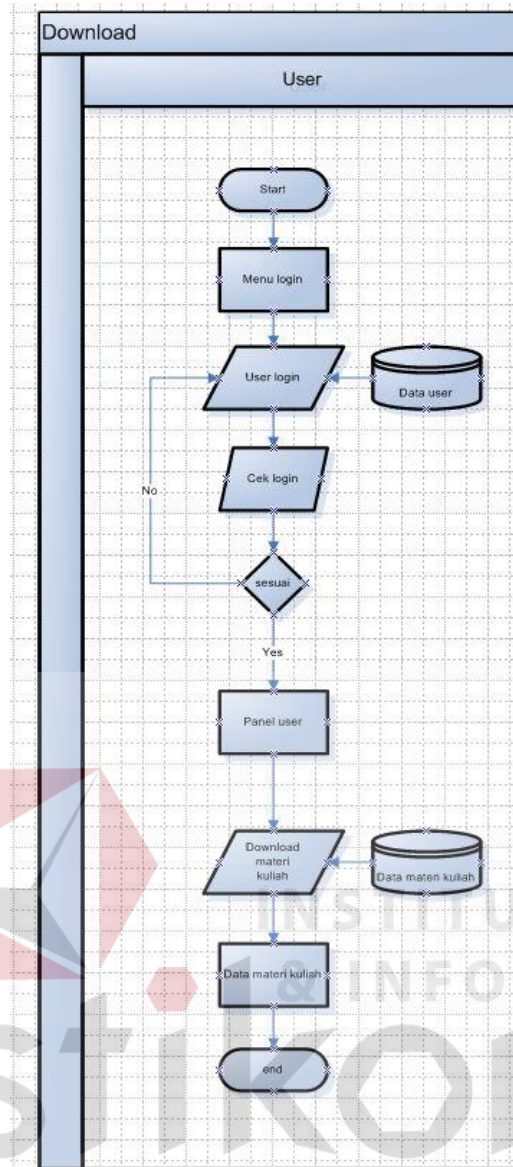 Download
User
Start
Menu login
User login
Data user
Cek login
No
sesuai
Yes
Panel user
Download
materi
kuliah
Data materi kuliah
INSTITU
Data materi kuliah
& INFO
stikom
end